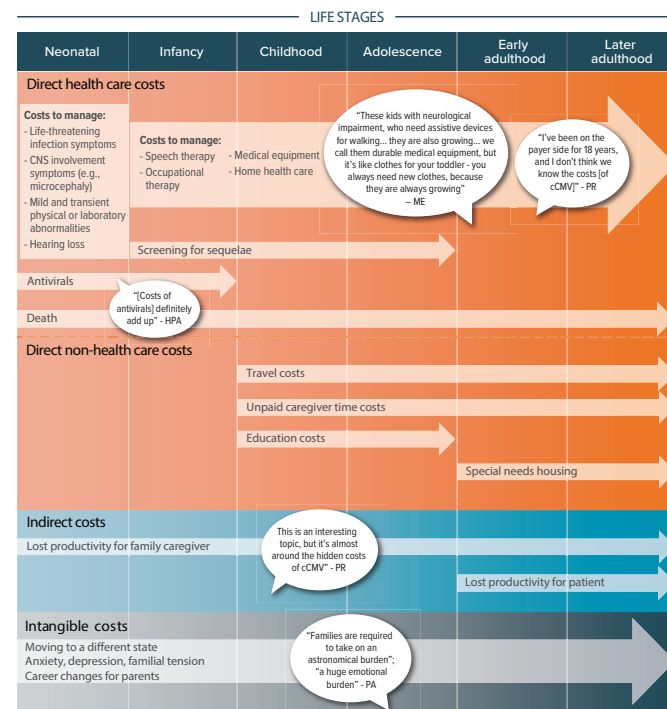 LIFE STAGES
Neonatal
Infancy
Childhood
Adolescence
Early
adulthood
Later
adulthood
Direct health care costs
Costs to manage:
- Life-threatening
infection symptoms
- CNS involvement
symptoms (e.g.,
microcephaly)
- Mild and transient
physical or laboratory
abnormalities
- Hearing loss
Costs to manage:
- Speech therapy
- Occupational
therapy
- Medical equipment
- Home health care
“These kids with neurological
impairment, who need assistive devices
for walking... they are also growing... we
call them durable medical equipment, but
it’s like clothes for your toddler - you
always need new clothes, because
they are always growing”
– ME
“I’ve been on the
payer side for 18 years,
and I don’t think we
know the costs [of
cCMV]” - PR
Screening for sequelae
Antivirals
“[Costs of
antivirals] definitely
add up” - HPA
Death
Direct non-health care costs
Travel costs
Unpaid caregiver time costs
Education costs
Special needs housing
Indirect costs
Lost productivity for family caregiver
This is an interesting
topic, but it’s almost
around the hidden costs
of cCMV” - PR
Lost productivity for patient
Intangible costs
Moving to a different state
Anxiety, depression, familial tension
Career changes for parents
“Families are required
to take on an
astronomical burden”;
“a huge emotional
burden” - PA